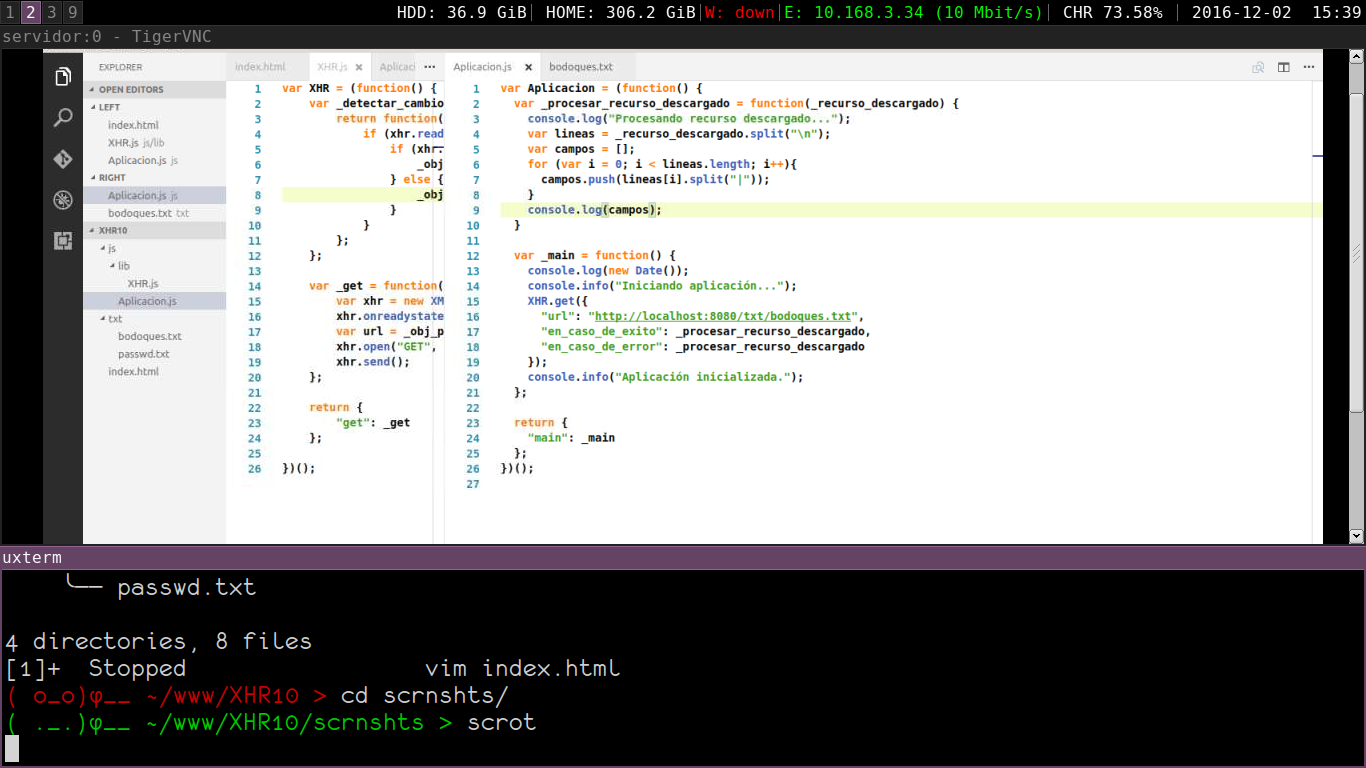 1 2 3 9 HDD: 36.9 GiB| HOME: 306.2 GiB|W: down|E: 10.168.3.34 (10 Mbit/s)| CHR 73.58% | 2016-12-02 15:39
servidor:0 - TigerVNC
EXPLORER
OPEN EDITORS
LEFT
index.html
XHR.js js/lib
Aplicacion.js js
RIGHT
Aplicacion.js js
bodoques.txt txt
XHR10
js
lib
XHR.js
Aplicacion.js
txt
bodoques.txt
passwd.txt
index.html
index.html XHR.js × Aplicaci ···
1 var XHR = (function() {
2 var _detectar_cambio
3 return function(
4 if (xhr.read
5 if (xhr.
6 _obj
7 } else {
8 _obj
9 }
10 }
11 };
12 };
13
14 var _get = function(
15 var xhr = new XM
16 xhr.onreadystate
17 var url = _obj_p
18 xhr.open("GET",
19 xhr.send();
20 };
21
22 return {
23 "get": _get
24 };
25
26 })();
Aplicacion.js × bodoques.txt ···
1 var Aplicacion = (function() {
2 var _procesar_recurso_descargado = function(_recurso_descargado) {
3 console.log("Procesando recurso descargado...");
4 var lineas = _recurso_descargado.split("\n");
5 var campos = [];
6 for (var i = 0; i < lineas.length; i++){
7 campos.push(lineas[i].split("|"));
8 }
9 console.log(campos);
10 }
11
12 var _main = function() {
13 console.log(new Date());
14 console.info("Iniciando aplicación...");
15 XHR.get({
16 "url": "http://localhost:8080/txt/bodoques.txt",
17 "en_caso_de_exito": _procesar_recurso_descargado,
18 "en_caso_de_error": _procesar_recurso_descargado
19 });
20 console.info("Aplicación inicializada.");
21 };
22
23 return {
24 "main": _main
25 };
26 })();
27
uxterm
╰── passwd.txt
4 directories, 8 files
[1]+ Stopped vim index.html
( o_o)φ__ ~/www/XHR10 > cd scrnshts/
( ._.)φ__ ~/www/XHR10/scrnshts > scrot